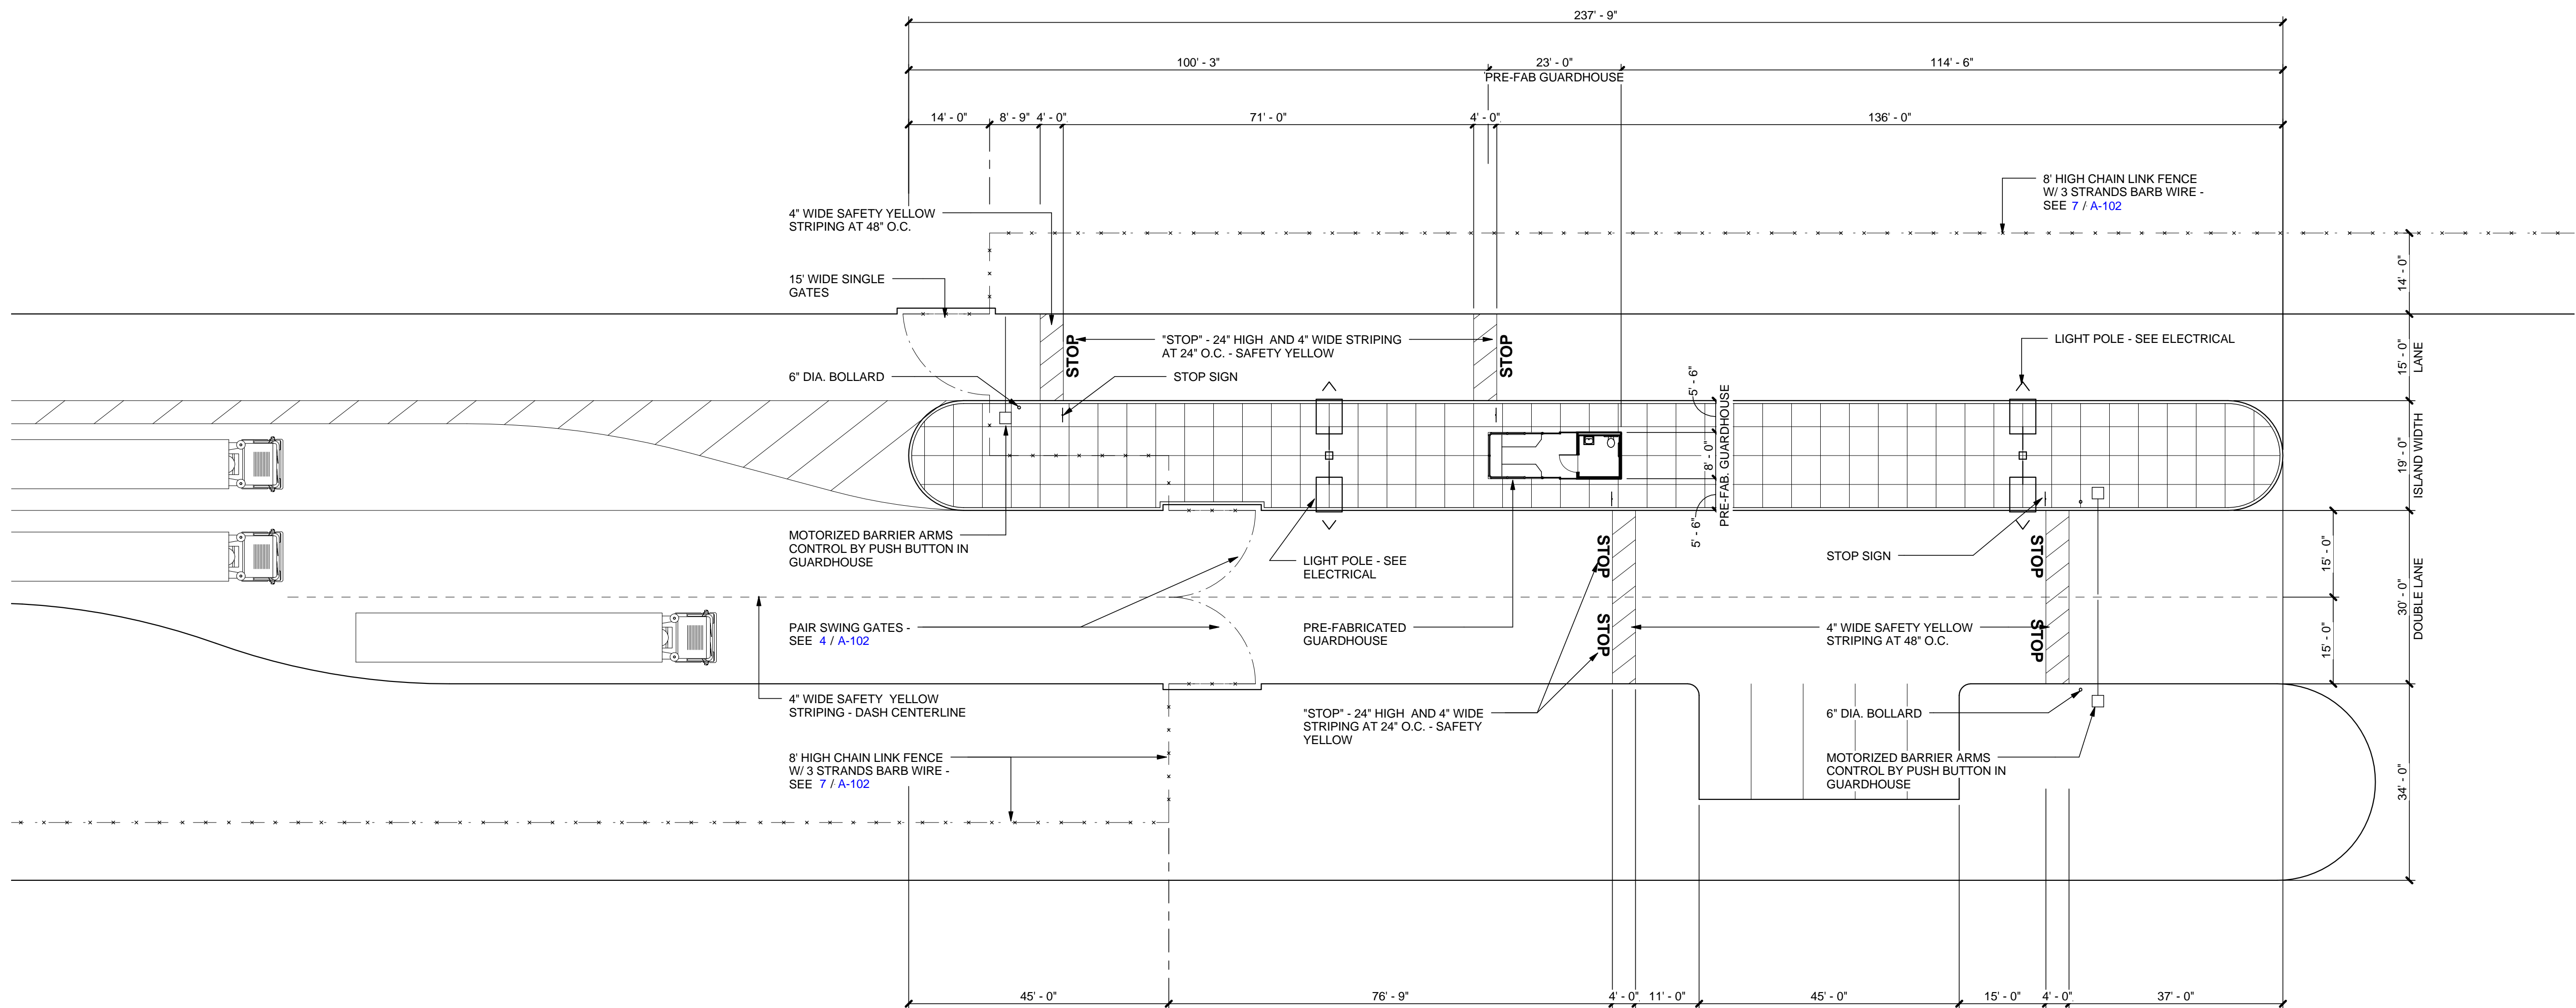 237' - 9"
100' - 3"
23' - 0"
114' - 6"
PRE-FAB GUARDHOUSE
14' - 0"
8' - 9"
4' - 0"
71' - 0"
4' - 0"
136' - 0"
8' HIGH CHAIN LINK FENCE
W/ 3 STRANDS BARB WIRE -
SEE 7 / A-102
4" WIDE SAFETY YELLOW
STRIPING AT 48" O.C.
14' - 0"
15' WIDE SINGLE
GATES
STOP
"STOP" - 24" HIGH AND 4" WIDE STRIPING
AT 24" O.C. - SAFETY YELLOW
STOP
LIGHT POLE - SEE ELECTRICAL
15' - 0"
LANE
6" DIA. BOLLARD
STOP SIGN
5' - 6"
8' - 0"
5' - 6"
PRE-FAB. GUARDHOUSE
19' - 0"
ISLAND WIDTH
MOTORIZED BARRIER ARMS
CONTROL BY PUSH BUTTON IN
GUARDHOUSE
LIGHT POLE - SEE
ELECTRICAL
STOP
STOP SIGN
STOP
15' - 0"
30' - 0"
DOUBLE LANE
PAIR SWING GATES -
SEE 4 / A-102
PRE-FABRICATED
GUARDHOUSE
STOP
4" WIDE SAFETY YELLOW
STRIPING AT 48" O.C.
STOP
15' - 0"
4" WIDE SAFETY YELLOW
STRIPING - DASH CENTERLINE
"STOP" - 24" HIGH AND 4" WIDE
STRIPING AT 24" O.C. - SAFETY
YELLOW
6" DIA. BOLLARD
8' HIGH CHAIN LINK FENCE
W/ 3 STRANDS BARB WIRE -
SEE 7 / A-102
MOTORIZED BARRIER ARMS
CONTROL BY PUSH BUTTON IN
GUARDHOUSE
34' - 0"
45' - 0"
76' - 9"
4' - 0"
11' - 0"
45' - 0"
15' - 0"
4' - 0"
37' - 0"